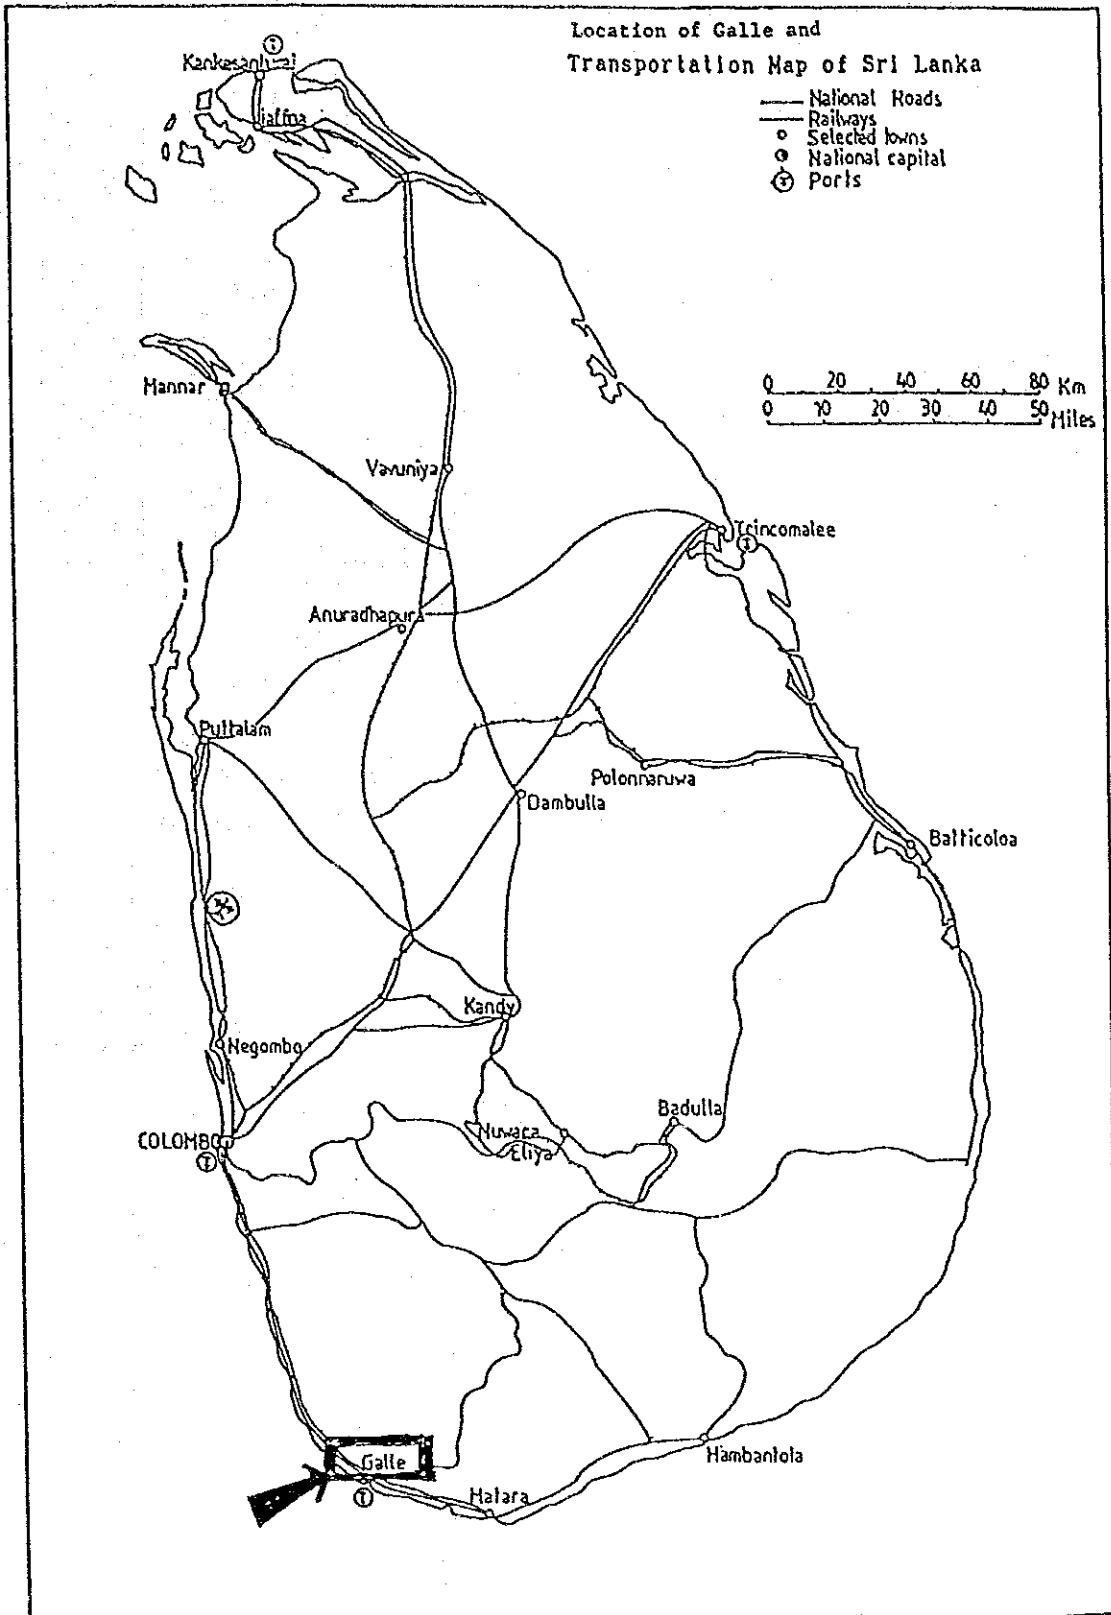 Location of Galle and
Transportation Map of Sri Lanka
National Roads
Railways
Selected towns
National capital
Ports
Jaffna
0 20 40 60 80 Km
0 10 20 30 40 50 Miles
Mannar
Vavuniya
Trincomalee
Anuradhapura
Puttalam
Polonnaruwa
Dambulla
Batticoloa
Kandy
Negombo
Badulla
COLOMBO
Nuwara
Eliya
Galle
Hambantota
Matara